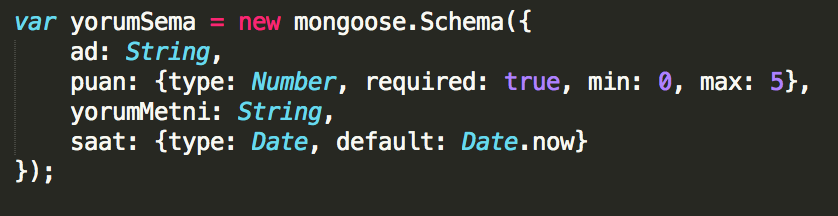 var yorumSema = new mongoose.Schema({
    ad: String,
    puan: {type: Number, required: true, min: 0, max: 5},
    yorumMetni: String,
    saat: {type: Date, default: Date.now}
});